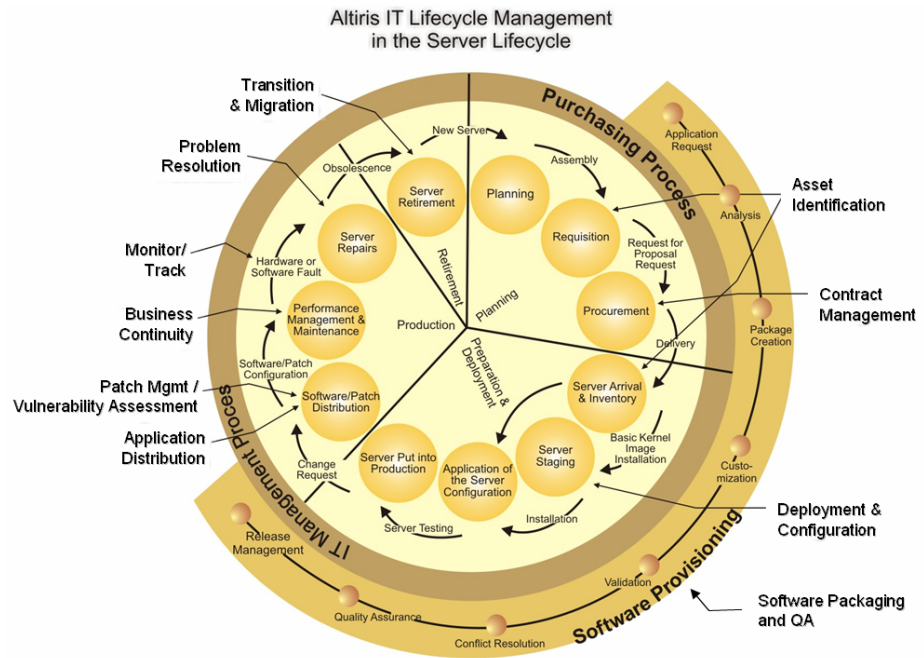 Altiris IT Lifecycle Management
in the Server Lifecycle
Transition
& Migration
Problem
Resolution
Monitor/
Track
Business
Continuity
Patch Mgmt /
Vulnerability Assessment
Application
Distribution
Purchasing Process
IT Management Proces
Software Provisioning
New Server
Assembly
Obsolescence
Server
Retirement
Planning
Requisition
Request for
Proposal
Request
Procurement
Delivery
Server
Repairs
Hardware or
Software Fault
Performance
Management &
Maintenance
Software/Patch
Configuration
Software/Patch
Distribution
Change
Request
Retirement
Planning
Production
Preparation &
Deployment
Server Arrival
& Inventory
Basic Kernel
Image
Installation
Server
Staging
Installation
Application of
the Server
Configuration
Server Testing
Server Put into
Production
Application
Request
Analysis
Package
Creation
Custo-
mization
Validation
Conflict Resolution
Quality Assurance
Release
Management
Asset
Identification
Contract
Management
Deployment &
Configuration
Software Packaging
and QA